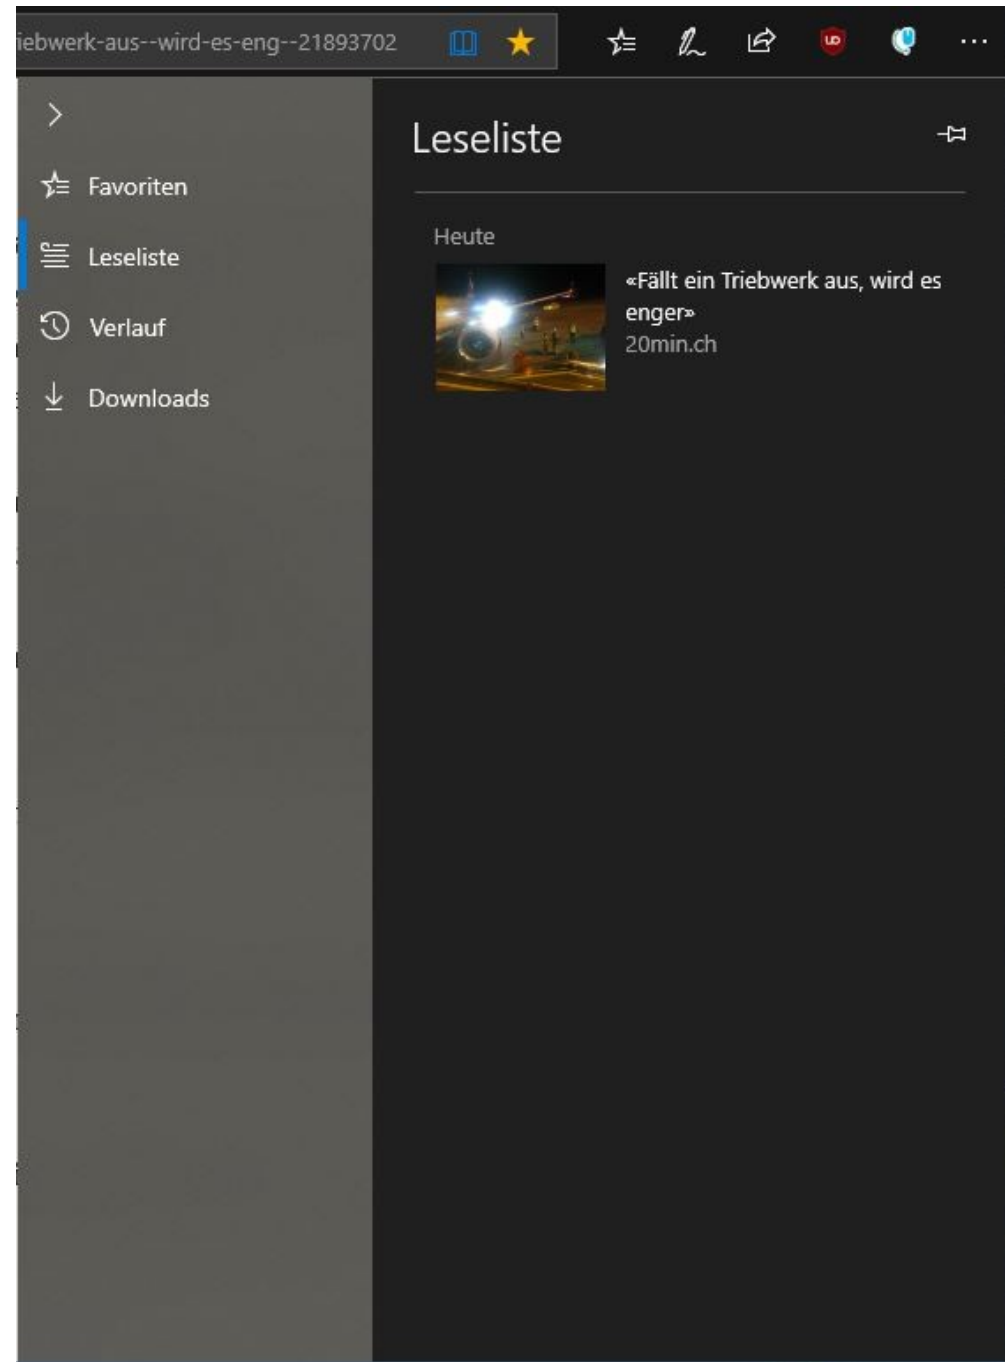 iebwerk-aus--wird-es-eng--21893702
Leseliste
Favoriten
Leseliste
Verlauf
Downloads
Heute
«Fällt ein Triebwerk aus, wird es
enger»
20min.ch